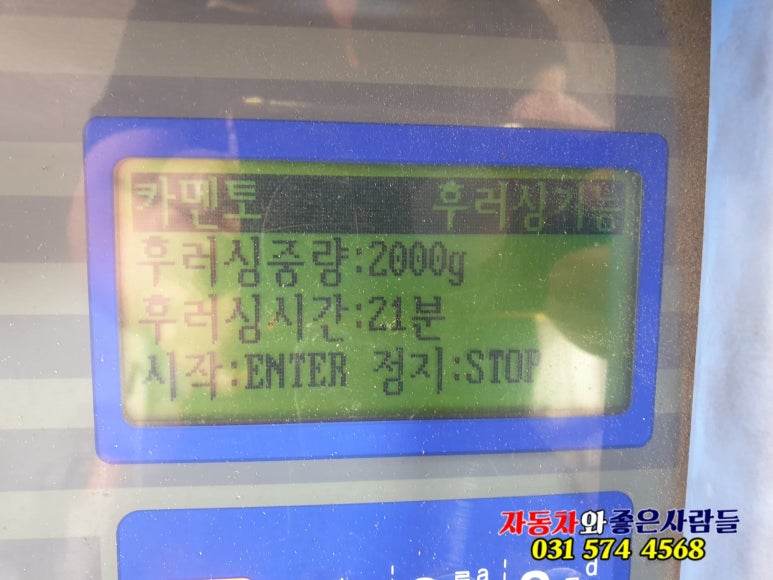 카멘토 후러싱기능
후러싱중량:2000g
후러싱시간:21분
시작:ENTER 정지:STOP
자동차와좋은사람들
031 574 4568